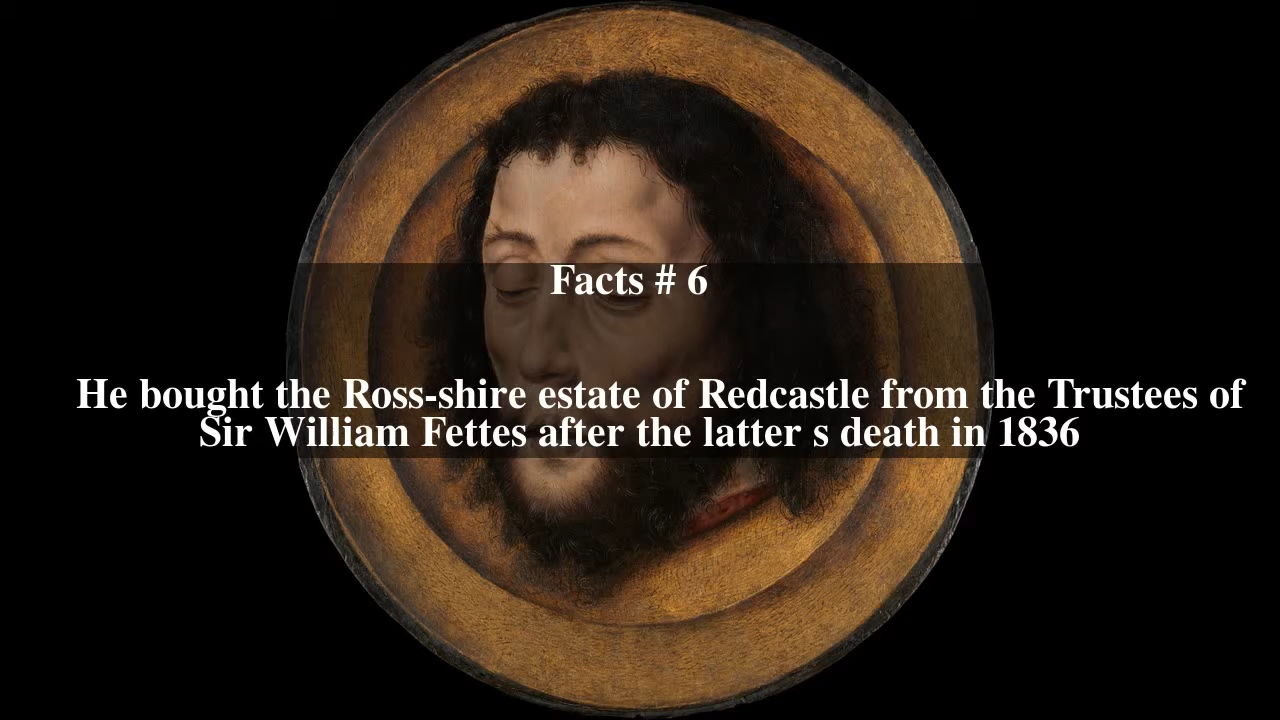 Facts # 6
He bought the Ross-shire estate of Redcastle from the Trustees of
Sir William Fettes after the latter s death in 1836